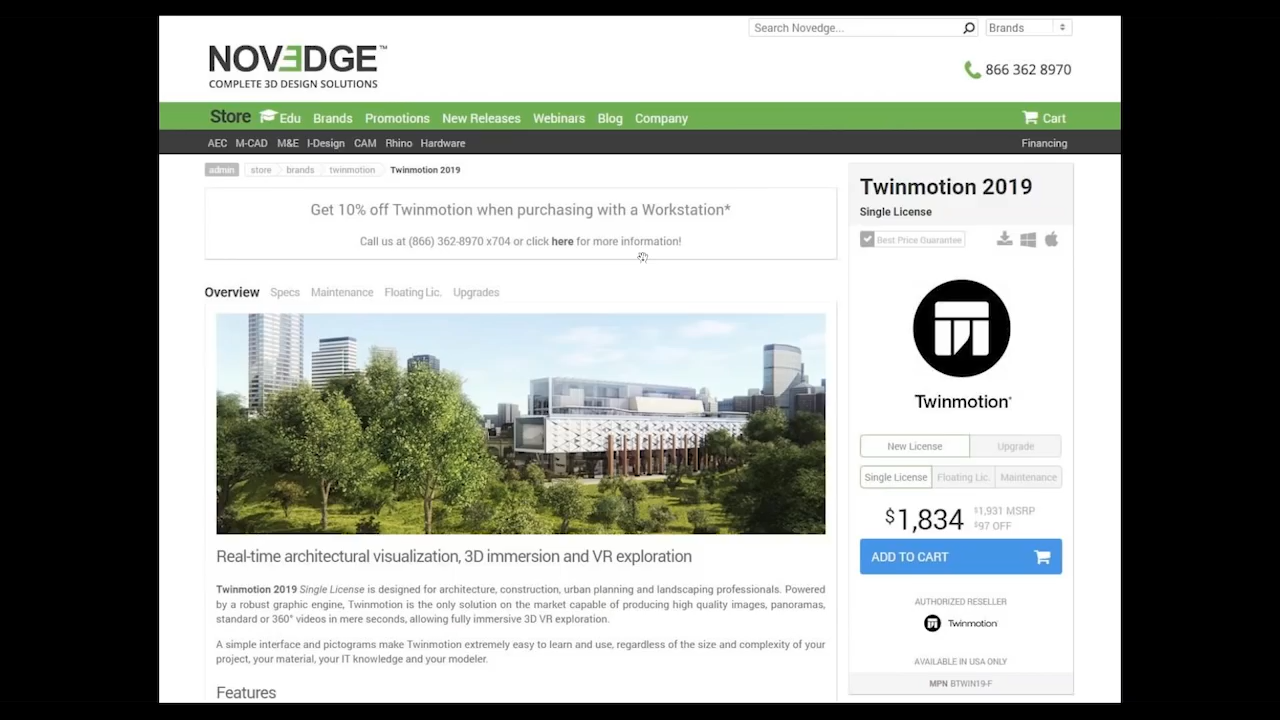 Search Novedge...
Brands
NOVEDGE™
COMPLETE 3D DESIGN SOLUTIONS
866 362 8970
Store Edu Brands Promotions New Releases Webinars Blog Company Cart
AEC M-CAD M&E I-Design CAM Rhino Hardware Financing
admin store brands twinmotion Twinmotion 2019
Get 10% off Twinmotion when purchasing with a Workstation*
Call us at (866) 362-8970 x704 or click here for more information!
Overview Specs Maintenance Floating Lic. Upgrades
Real-time architectural visualization, 3D immersion and VR exploration
Twinmotion 2019 Single License is designed for architecture, construction, urban planning and landscaping professionals. Powered
by a robust graphic engine, Twinmotion is the only solution on the market capable of producing high quality images, panoramas,
standard or 360° videos in mere seconds, allowing fully immersive 3D VR exploration.
A simple interface and pictograms make Twinmotion extremely easy to learn and use, regardless of the size and complexity of your
project, your material, your IT knowledge and your modeler.
Features
Twinmotion 2019
Single License
Best Price Guarantee
Twinmotion
New License Upgrade
Single License Floating Lic. Maintenance
$1,834
$1,931 MSRP
$97 OFF
ADD TO CART
AUTHORIZED RESELLER
Twinmotion
AVAILABLE IN USA ONLY
MPN BTWIN19-F